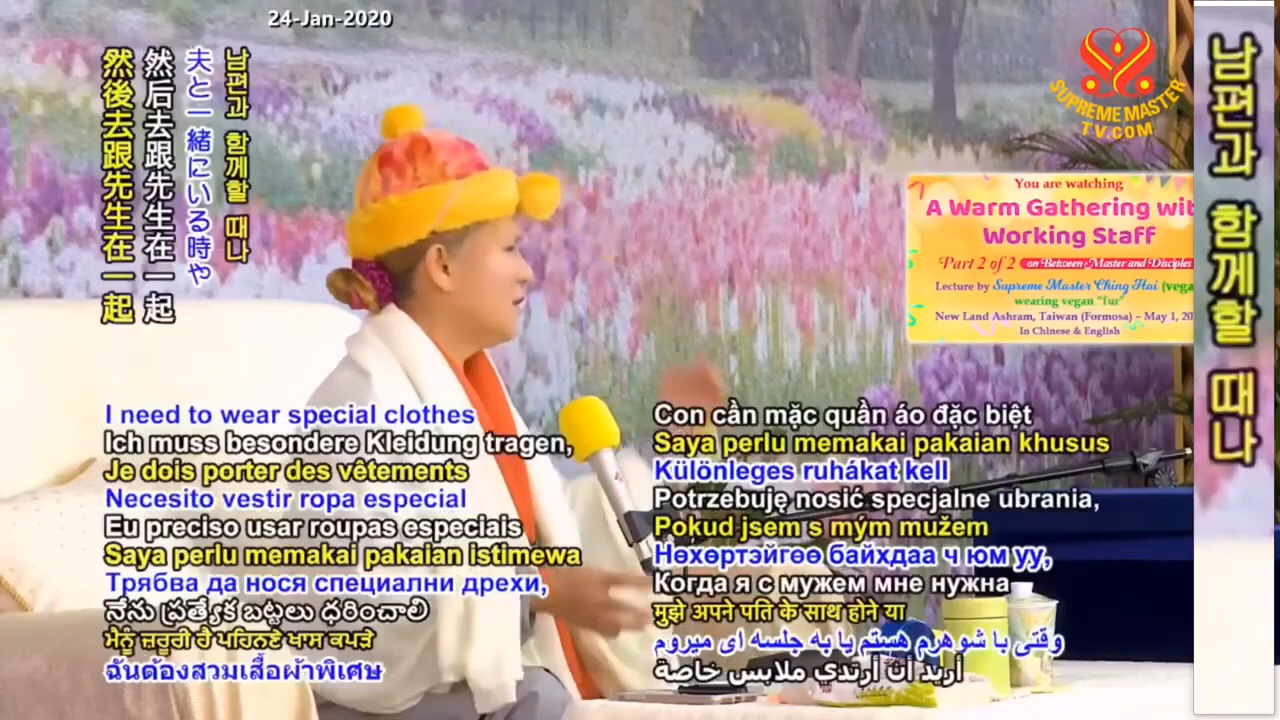 24-Jan-2020
남편과 함께할 때나
夫と一緒にいる時や
然后去跟先生在一起
然後去跟先生在一起
SUPREME MASTER
TV.COM
You are watching
A Warm Gathering wit
Working Staff
Part 2 of 2 on Between Master and Disciples
Lecture by Supreme Master Ching Hai (vega
wearing vegan "fur"
New Land Ashram, Taiwan (Formosa) – May 1, 20
In Chinese & English
남편과 함께할 때나
I need to wear special clothes
Ich muss besondere Kleidung tragen,
Je dois porter des vêtements
Necesito vestir ropa especial
Eu preciso usar roupas especiais
Saya perlu memakai pakaian istimewa
Трябва да нося специални дрехи,
నేను ప్రత్యేక బట్టలు ధరించాలి
ਮੈਨੂੰ ਜ਼ਰੂਰੀ ਹੈ ਪਹਿਨਣੇ ਖਾਸ ਕਪੜੇ
ฉันต้องสวมเสื้อผ้าพิเศษ
Con cần mặc quần áo đặc biệt
Saya perlu memakai pakaian khusus
Különleges ruhákat kell
Potrzebuję nosić specjalne ubrania,
Pokud jsem s mým mužem
Нөхөртэйгөө байхдаа ч юм уу,
Когда я с мужем мне нужна
मुझे अपने पति के साथ होने या
وقتی با شوهرم هستم یا به جلسه ای میروم
أريد أن أرتدي ملابس خاصة